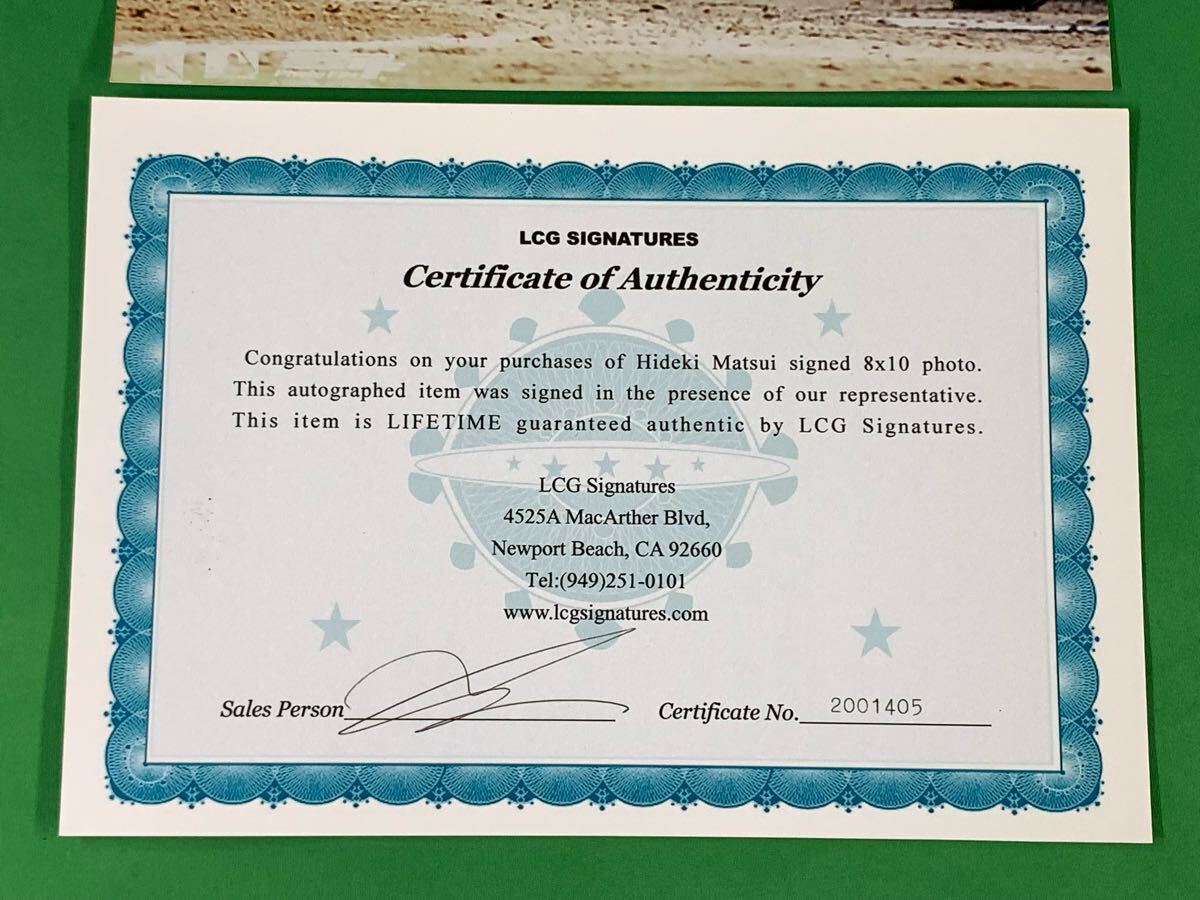 LCG SIGNATURES
Certificate of Authenticity
Congratulations on your purchases of Hideki Matsui signed 8x10 photo.
This autographed item was signed in the presence of our representative.
This item is LIFETIME guaranteed authentic by LCG Signatures.
LCG Signatures
4525A MacArther Blvd,
Newport Beach, CA 92660
Tel:(949)251-0101
www.lcgsignatures.com
Sales Person
Certificate No. 2001405